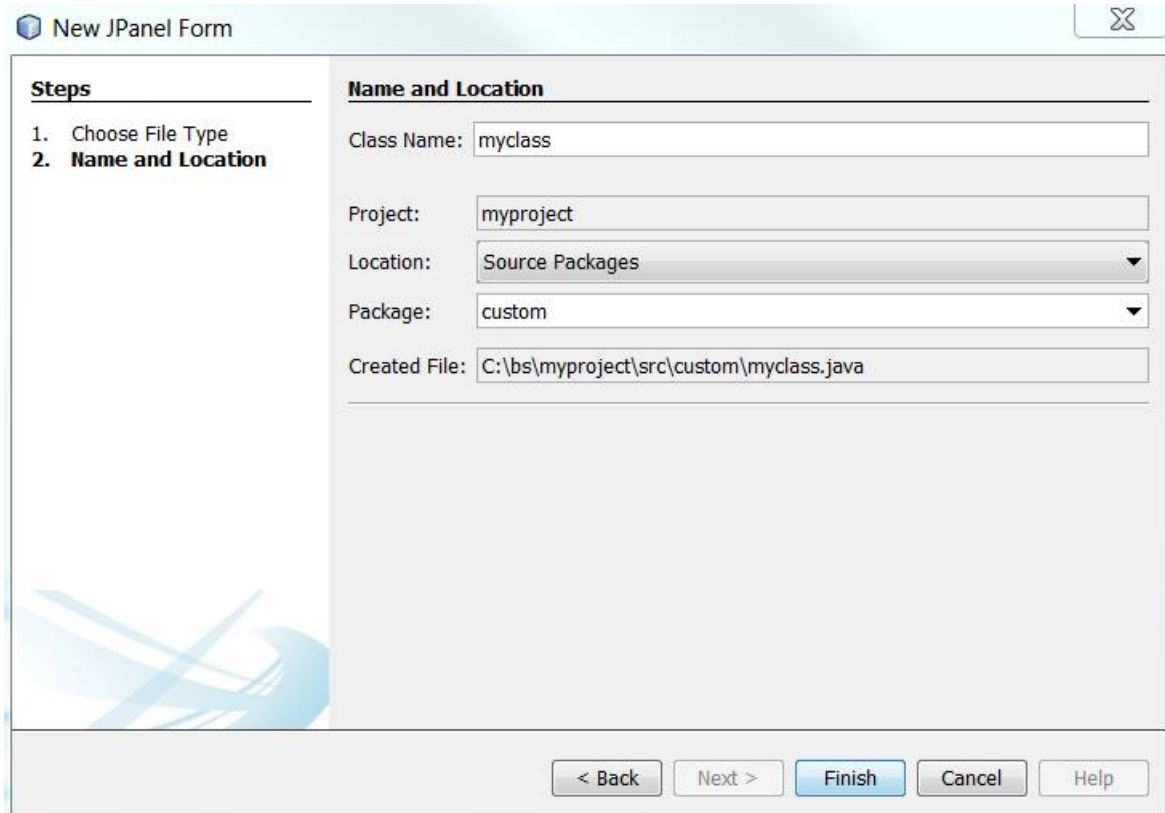 New JPanel Form
Steps
1. Choose File Type
2. Name and Location
Name and Location
Class Name: myclass
Project: myproject
Location: Source Packages
Package: custom
Created File: C:\bs\myproject\src\custom\myclass.java
< Back Next > Finish Cancel Help